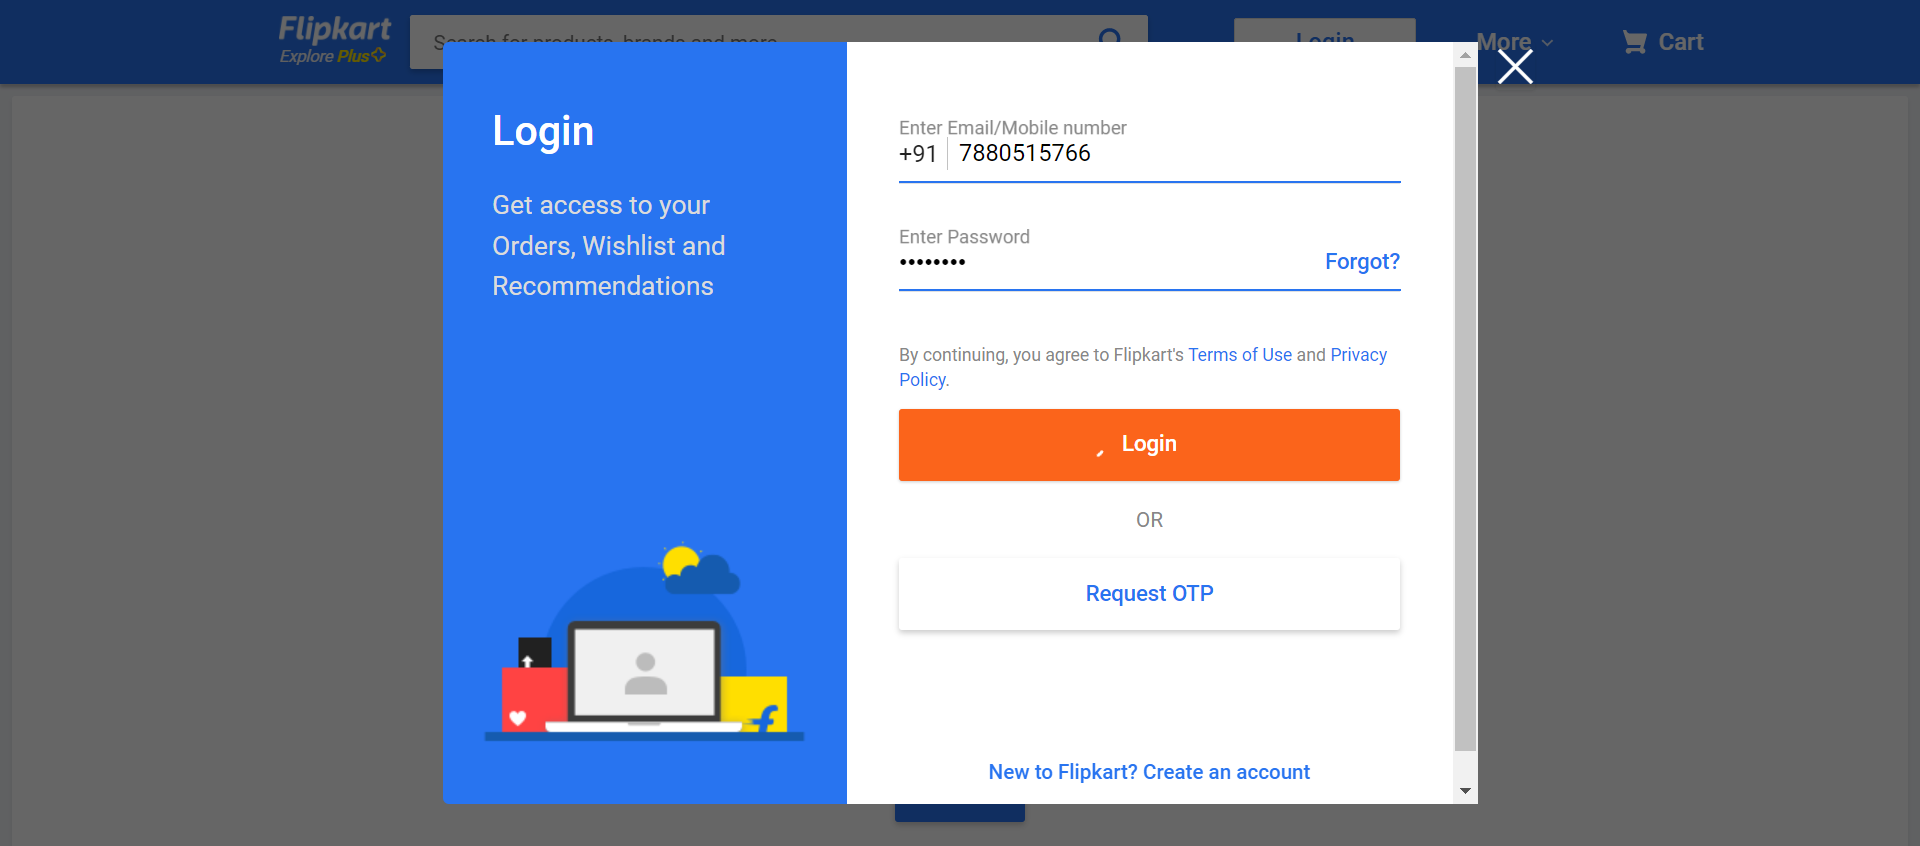 Flipkart
Explore Plus
Search for products, brands and more
Login
More
Cart
Login
Get access to your
Orders, Wishlist and
Recommendations
Enter Email/Mobile number
+91 7880515766
Enter Password
••••••••
Forgot?
By continuing, you agree to Flipkart's Terms of Use and Privacy
Policy.
Login
OR
Request OTP
New to Flipkart? Create an account